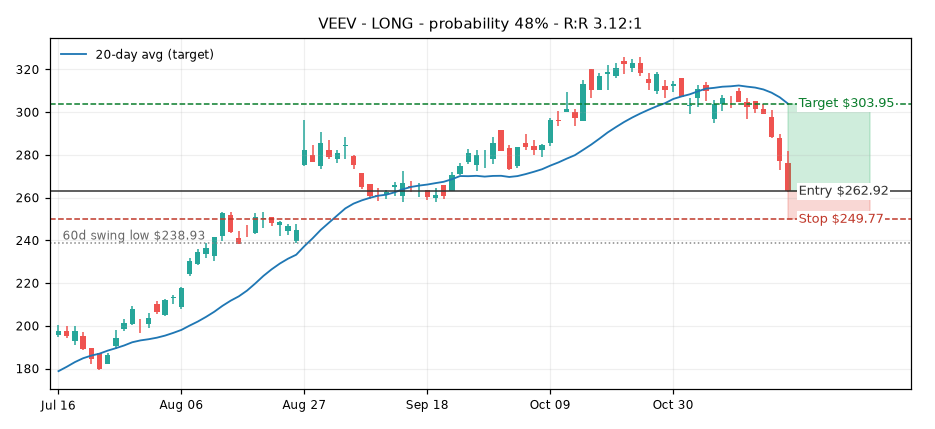 VEEV - LONG - probability 48% - R:R 3.12:1
20-day avg (target)
320
300
280
260
240
220
200
180
Target $303.95
Entry $262.92
Stop $249.77
60d swing low $238.93
Jul 16
Aug 06
Aug 27
Sep 18
Oct 09
Oct 30